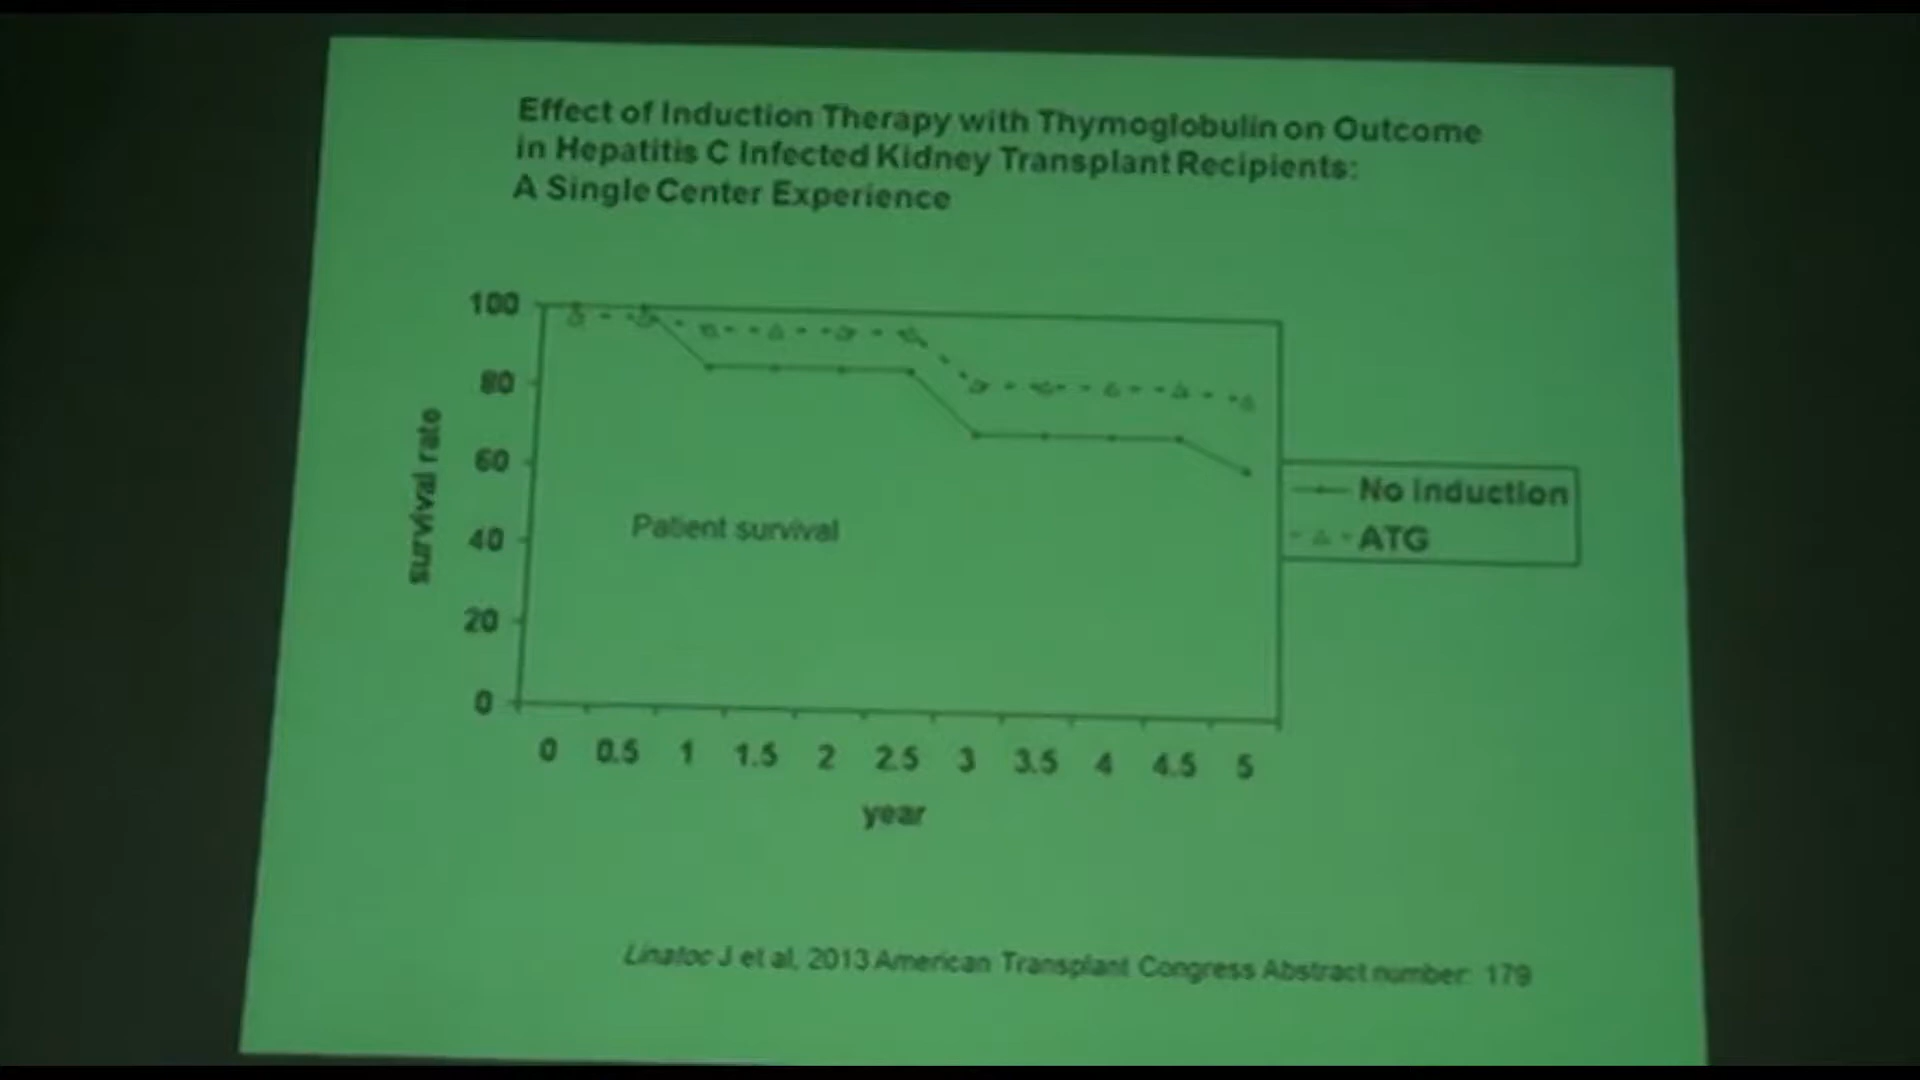 Effect of Induction Therapy with Thymoglobulin on Outcome
in Hepatitis C Infected Kidney Transplant Recipients:
A Single Center Experience
100
80
60
40
20
0
survival rate
Patient survival
No induction
ATG
0 0.5 1 1.5 2 2.5 3 3.5 4 4.5 5
year
Linatoc J et al, 2013 American Transplant Congress Abstract number: 179